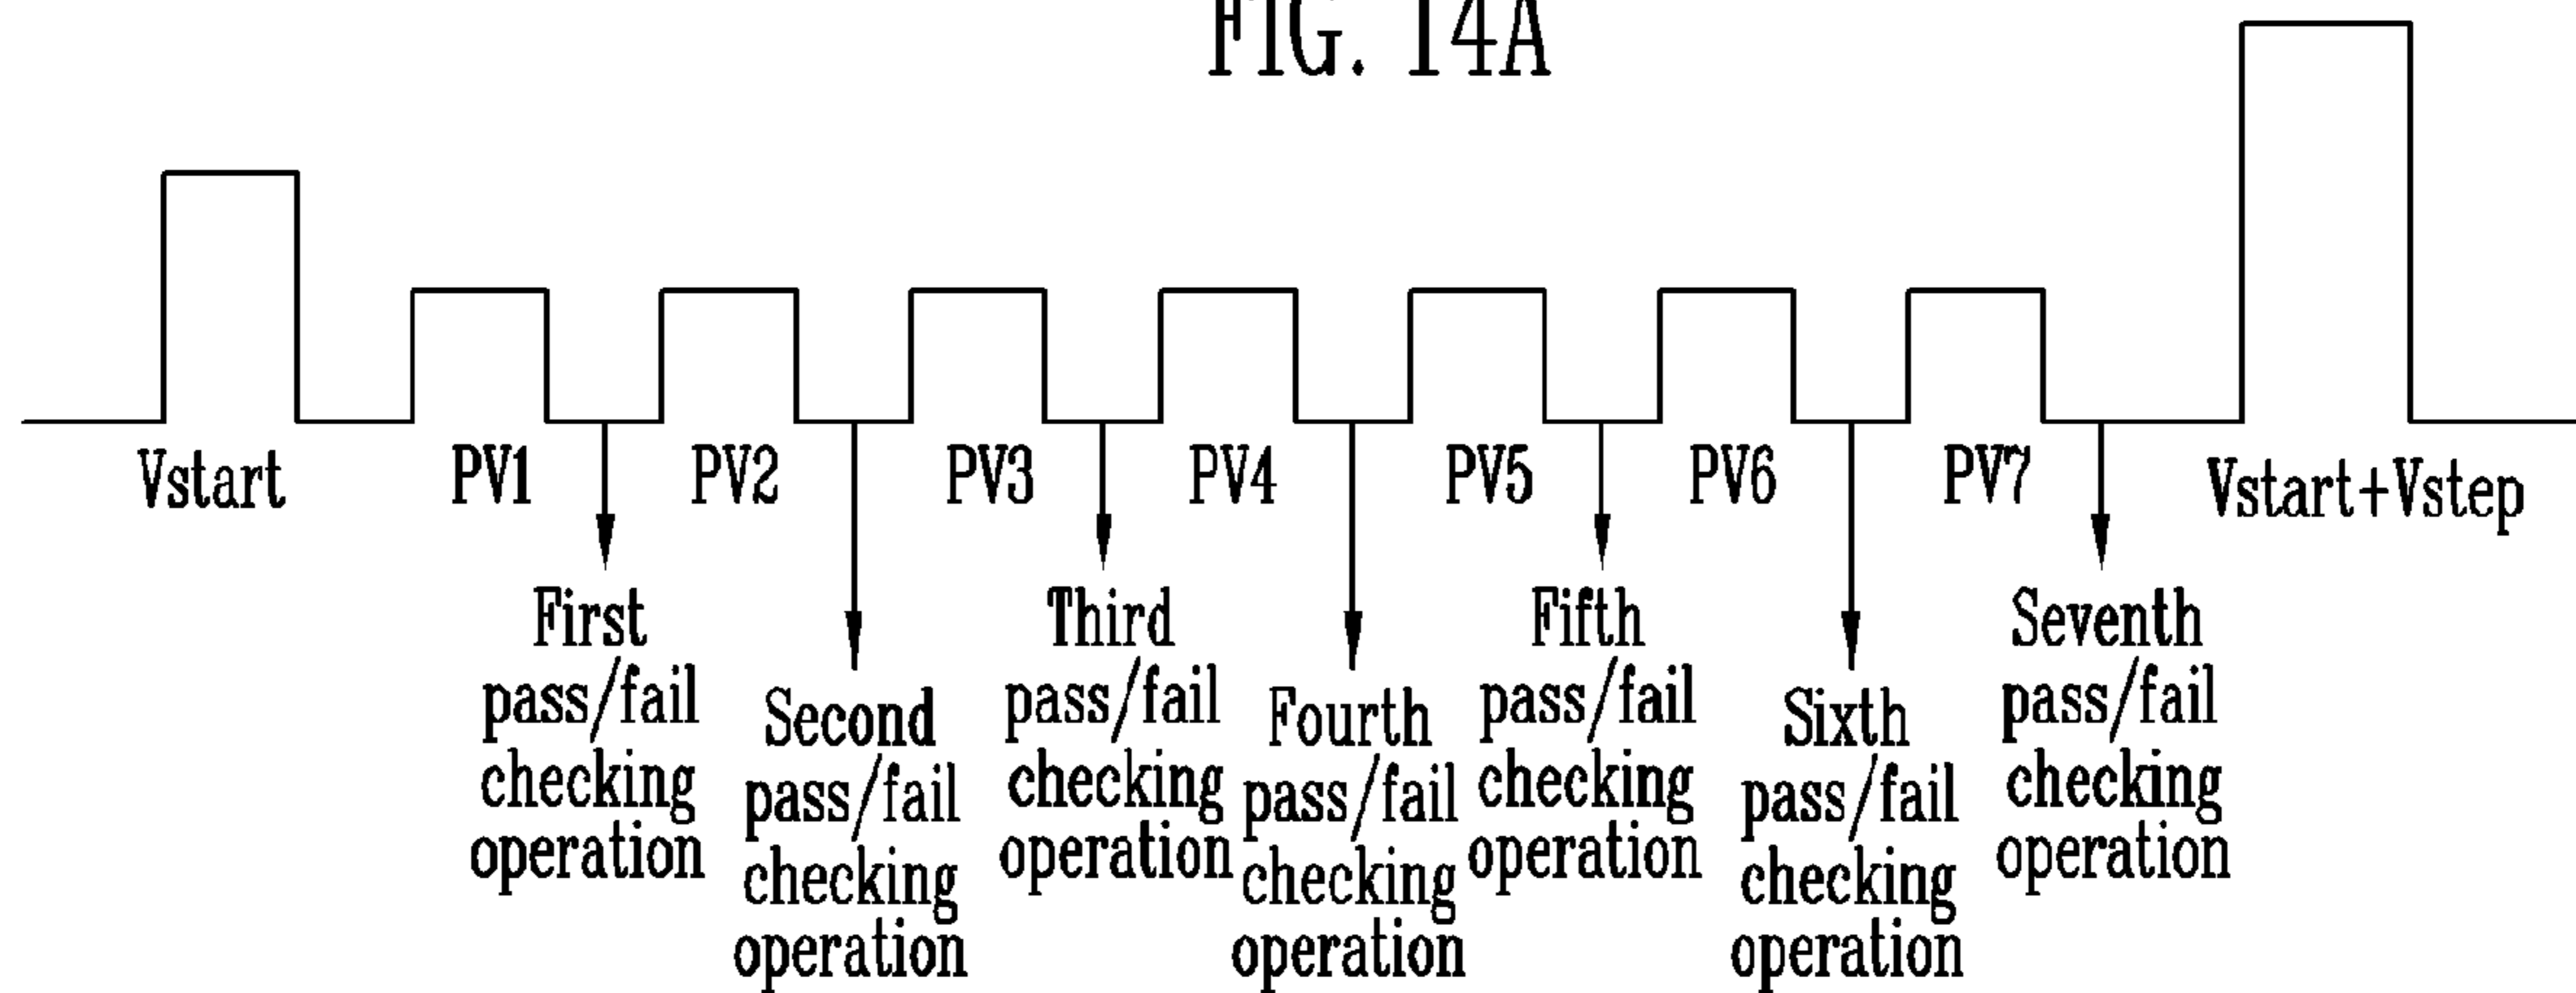 FIG. 14A
Vstart
PV1
PV2
PV3
PV4
PV5
PV6
PV7
Vstart+Vstep
First
pass/fail
checking
operation
Second
pass/fail
checking
operation
Third
pass/fail
checking
operation
Fourth
pass/fail
checking
operation
Fifth
pass/fail
checking
operation
Sixth
pass/fail
checking
operation
Seventh
pass/fail
checking
operation